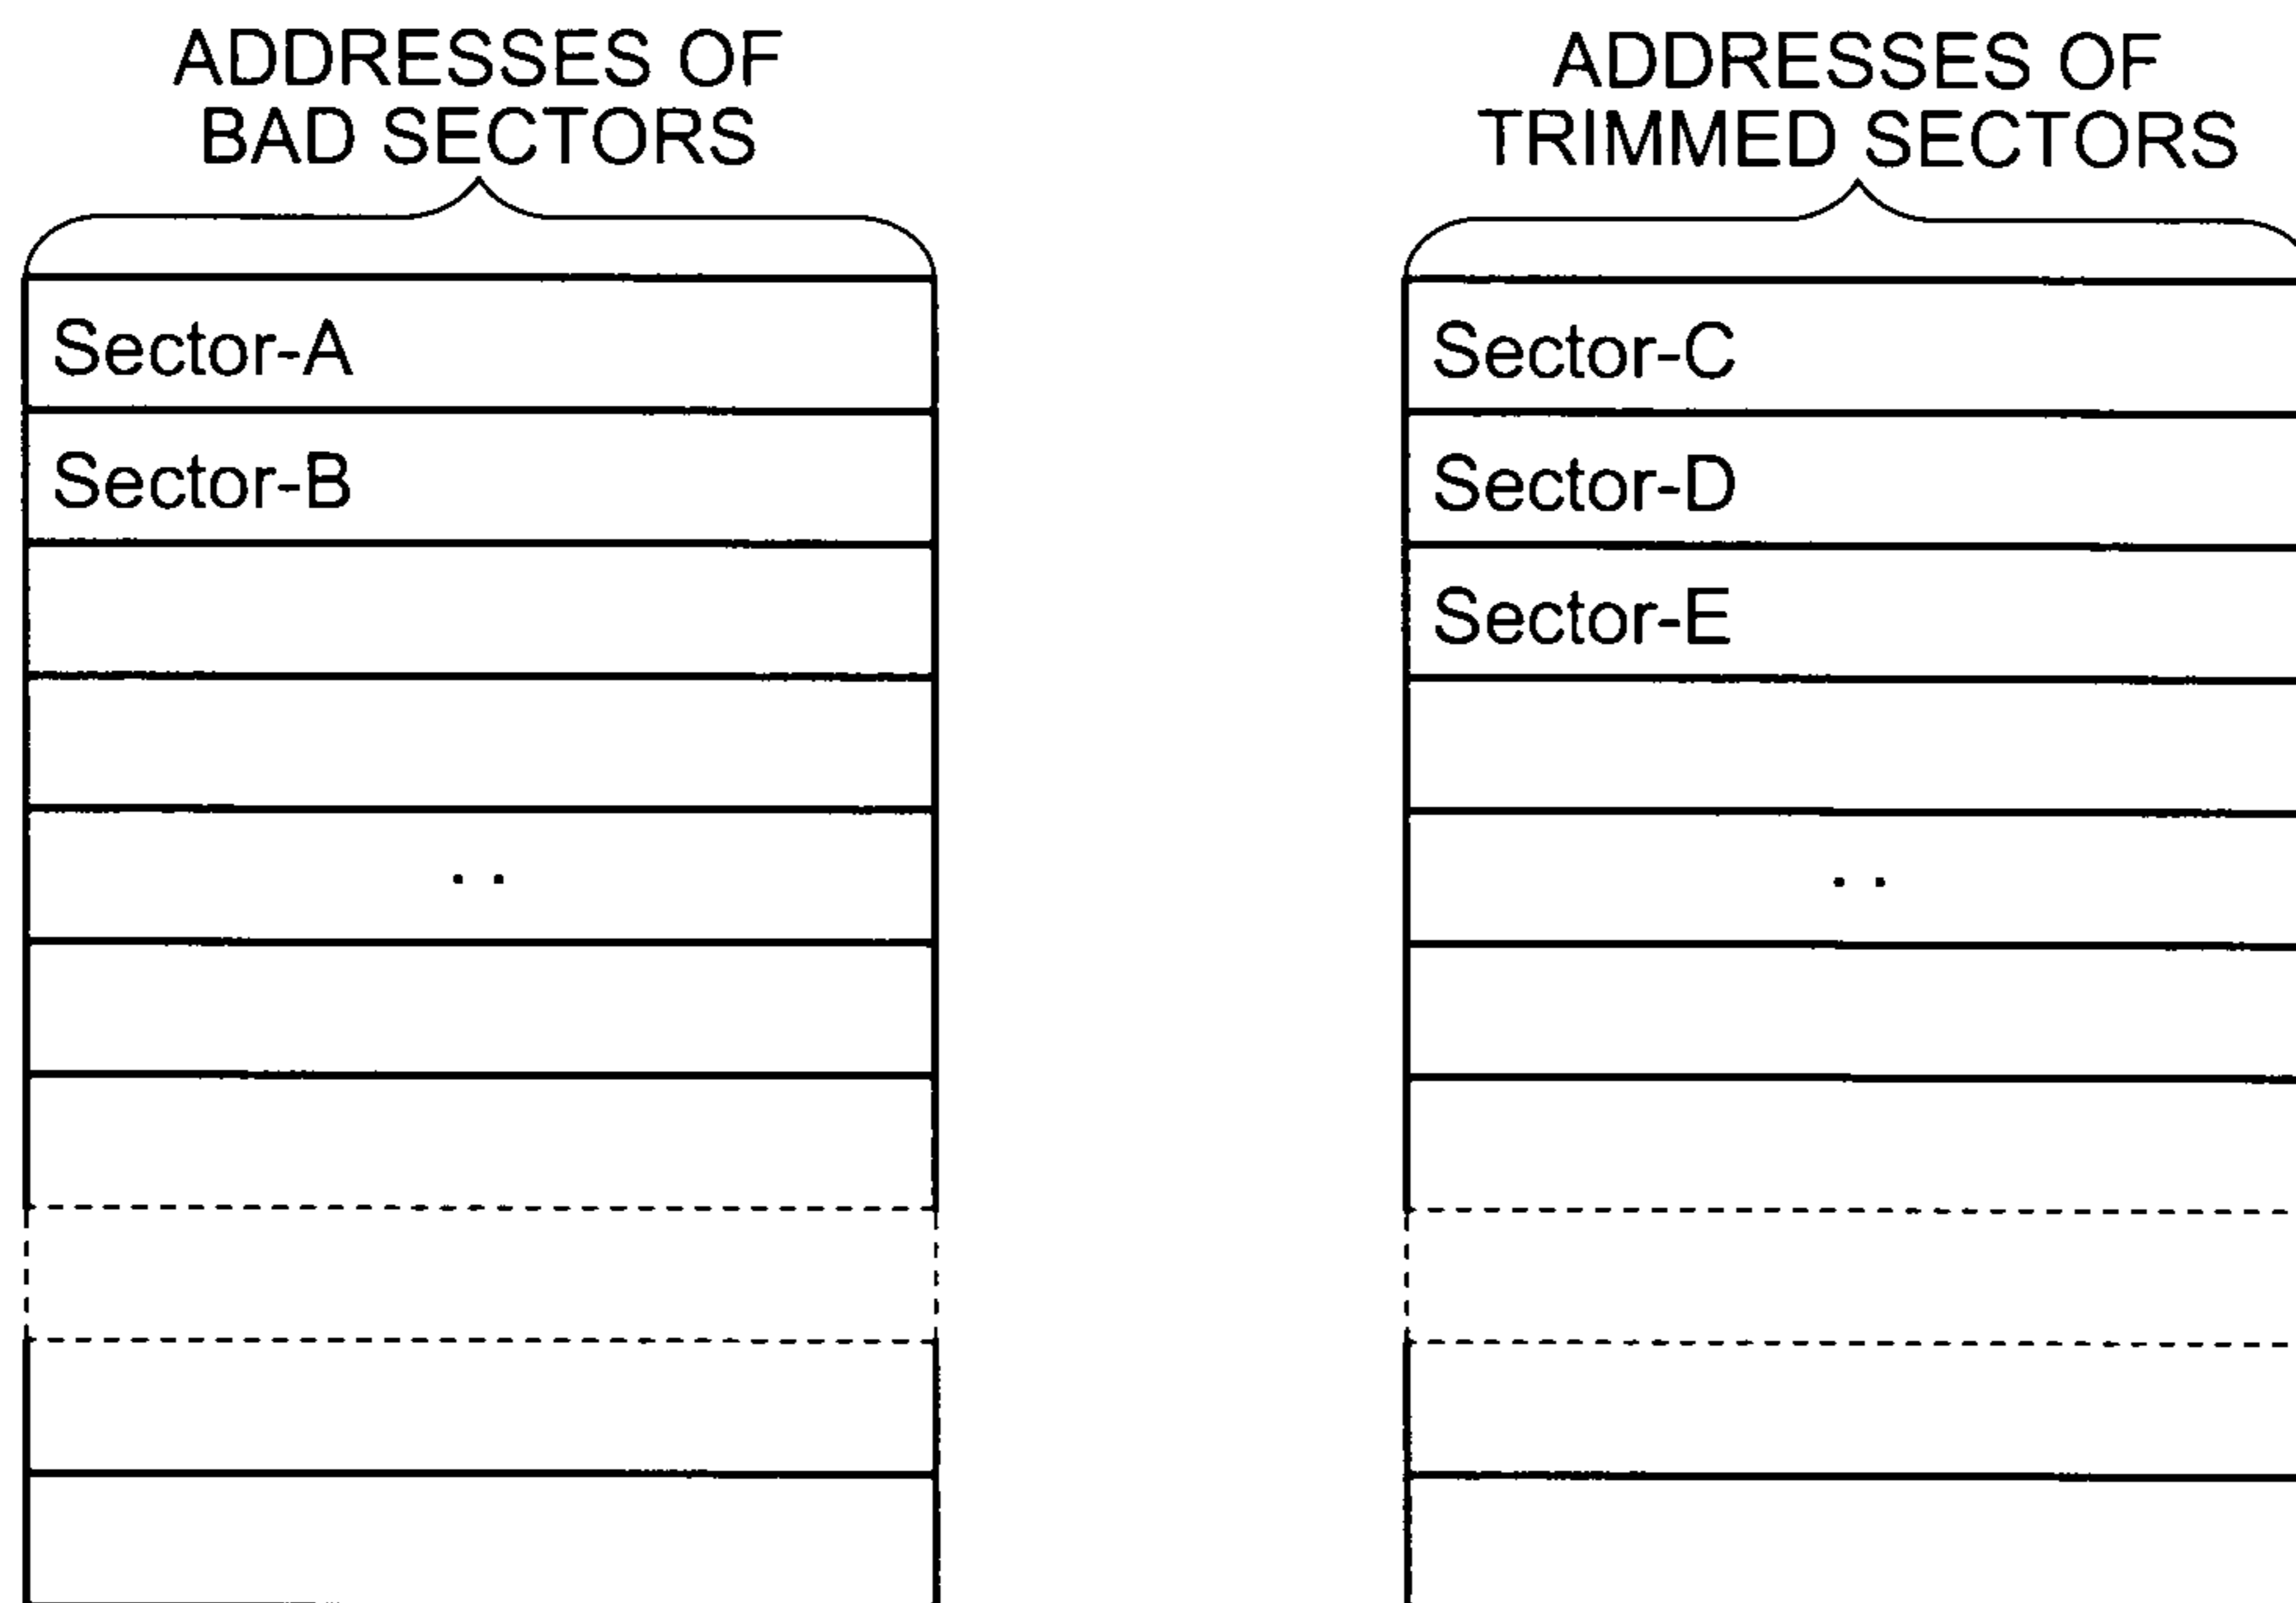 ADDRESSES OF
BAD SECTORS
Sector-A
Sector-B
. .
ADDRESSES OF
TRIMMED SECTORS
Sector-C
Sector-D
Sector-E
. .